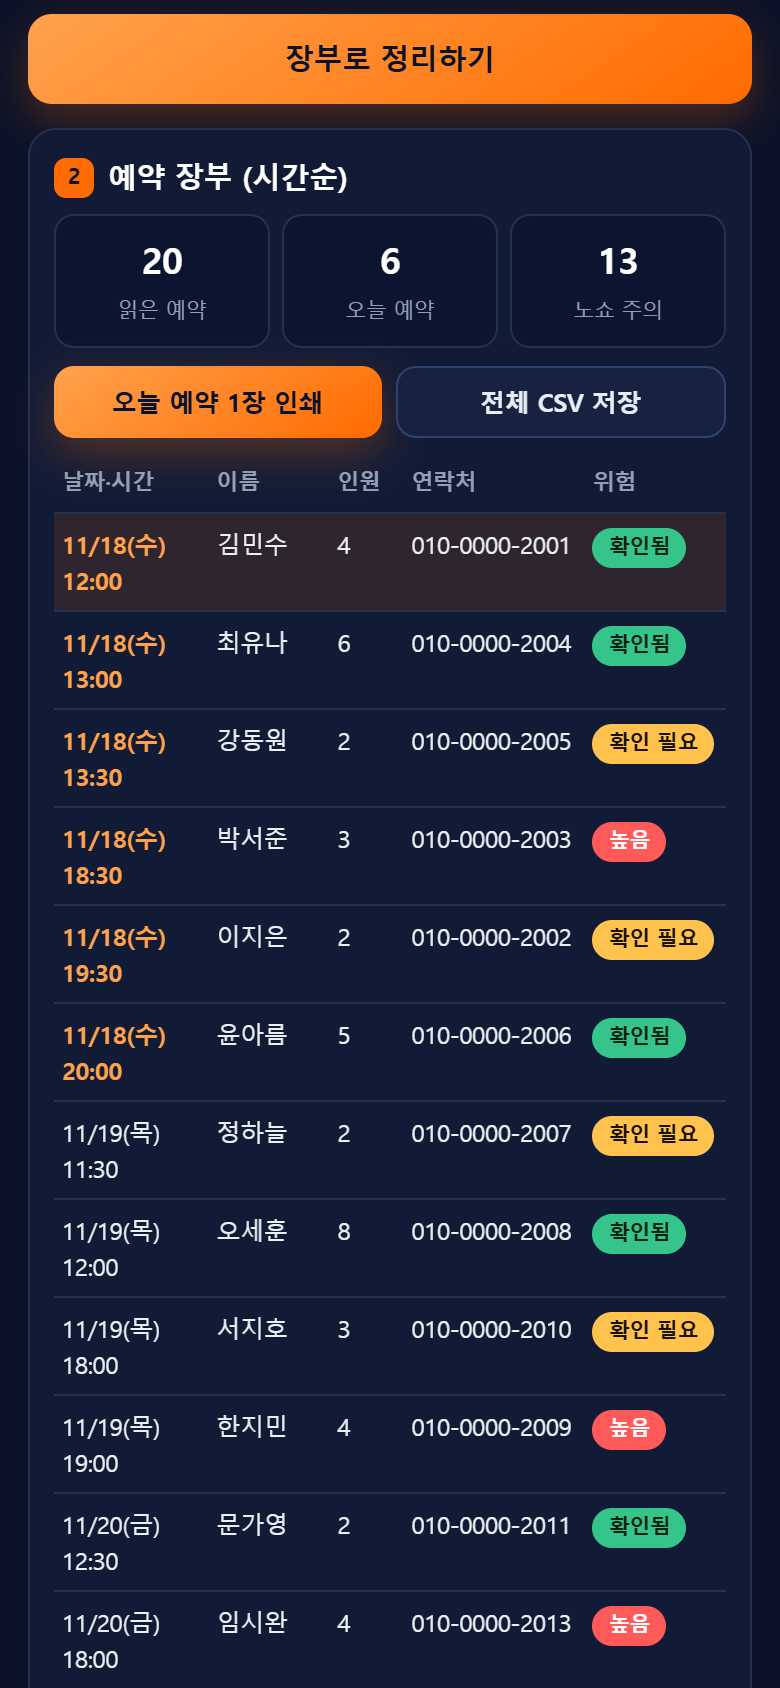 장부로 정리하기
2 예약 장부 (시간순)
20 6 13
읽은 예약 오늘 예약 노쇼 주의
오늘 예약 1장 인쇄 전체 CSV 저장
날짜·시간 이름 인원 연락처 위험
11/18(수) 김민수 4 010-0000-2001 확인됨
12:00
11/18(수) 최유나 6 010-0000-2004 확인됨
13:00
11/18(수) 강동원 2 010-0000-2005 확인 필요
13:30
11/18(수) 박서준 3 010-0000-2003 높음
18:30
11/18(수) 이지은 2 010-0000-2002 확인 필요
19:30
11/18(수) 윤아름 5 010-0000-2006 확인됨
20:00
11/19(목) 정하늘 2 010-0000-2007 확인 필요
11:30
11/19(목) 오세훈 8 010-0000-2008 확인됨
12:00
11/19(목) 서지호 3 010-0000-2010 확인 필요
18:00
11/19(목) 한지민 4 010-0000-2009 높음
19:00
11/20(금) 문가영 2 010-0000-2011 확인됨
12:30
11/20(금) 임시완 4 010-0000-2013 높음
18:00